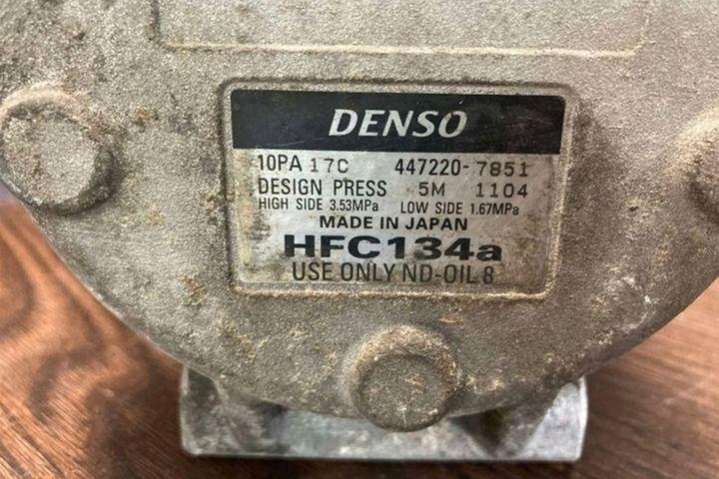 DENSO
10PA 17C 447220-7851
DESIGN PRESS 5M 1104
HIGH SIDE 3.53MPa LOW SIDE 1.67MPa
MADE IN JAPAN
HFC134a
USE ONLY ND-OIL 8